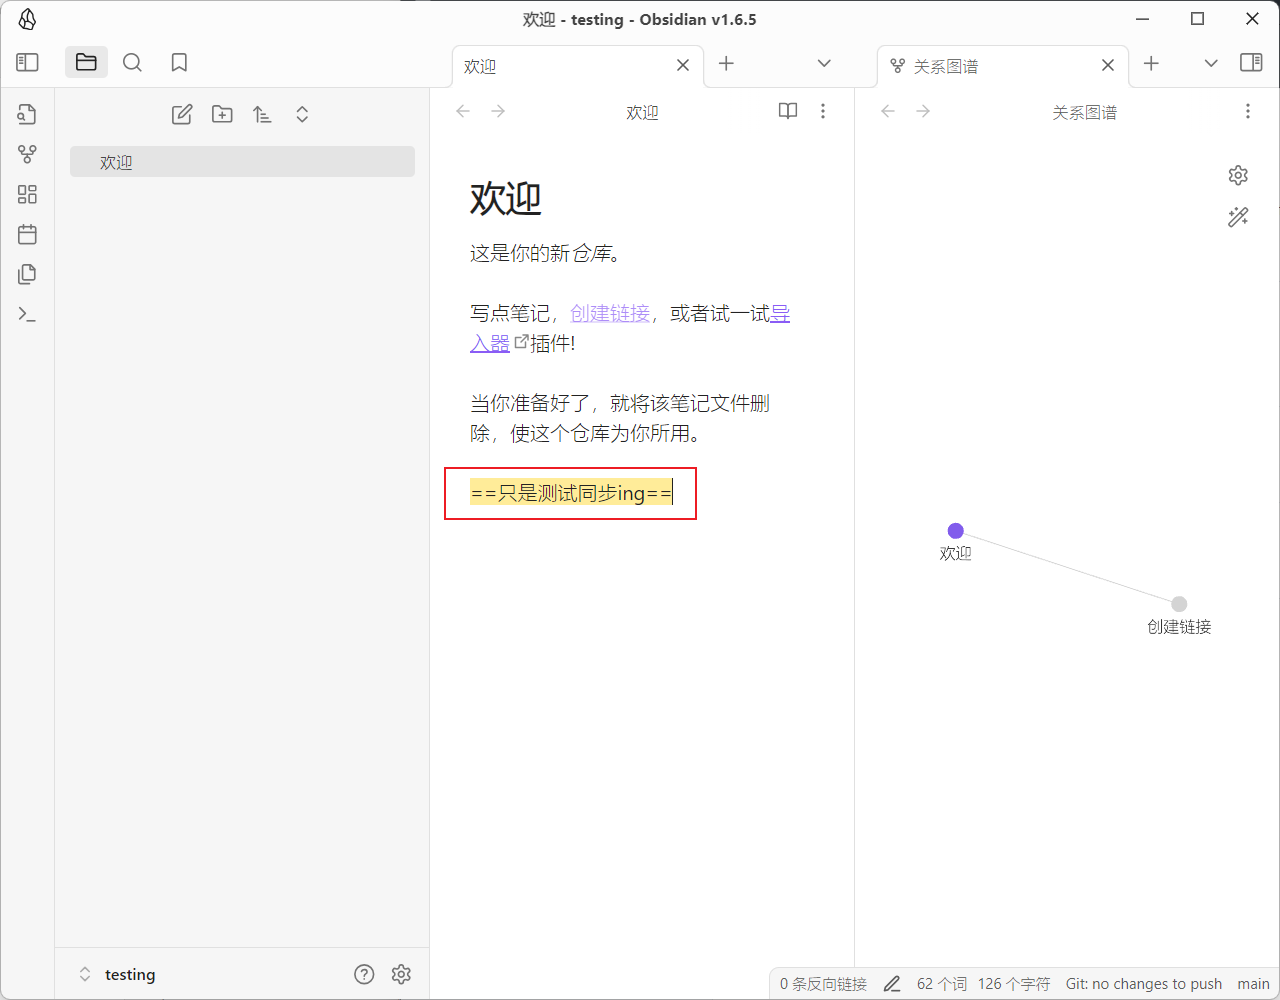 欢迎 - testing - Obsidian v1.6.5
欢迎
关系图谱
欢迎
关系图谱
欢迎
欢迎
这是你的新仓库。
写点笔记，创建链接，或者试一试导
入器插件!
当你准备好了，就将该笔记文件删
除，使这个仓库为你所用。
==只是测试同步ing==
欢迎
创建链接
testing
0 条反向链接 62 个词 126 个字符 Git: no changes to push main